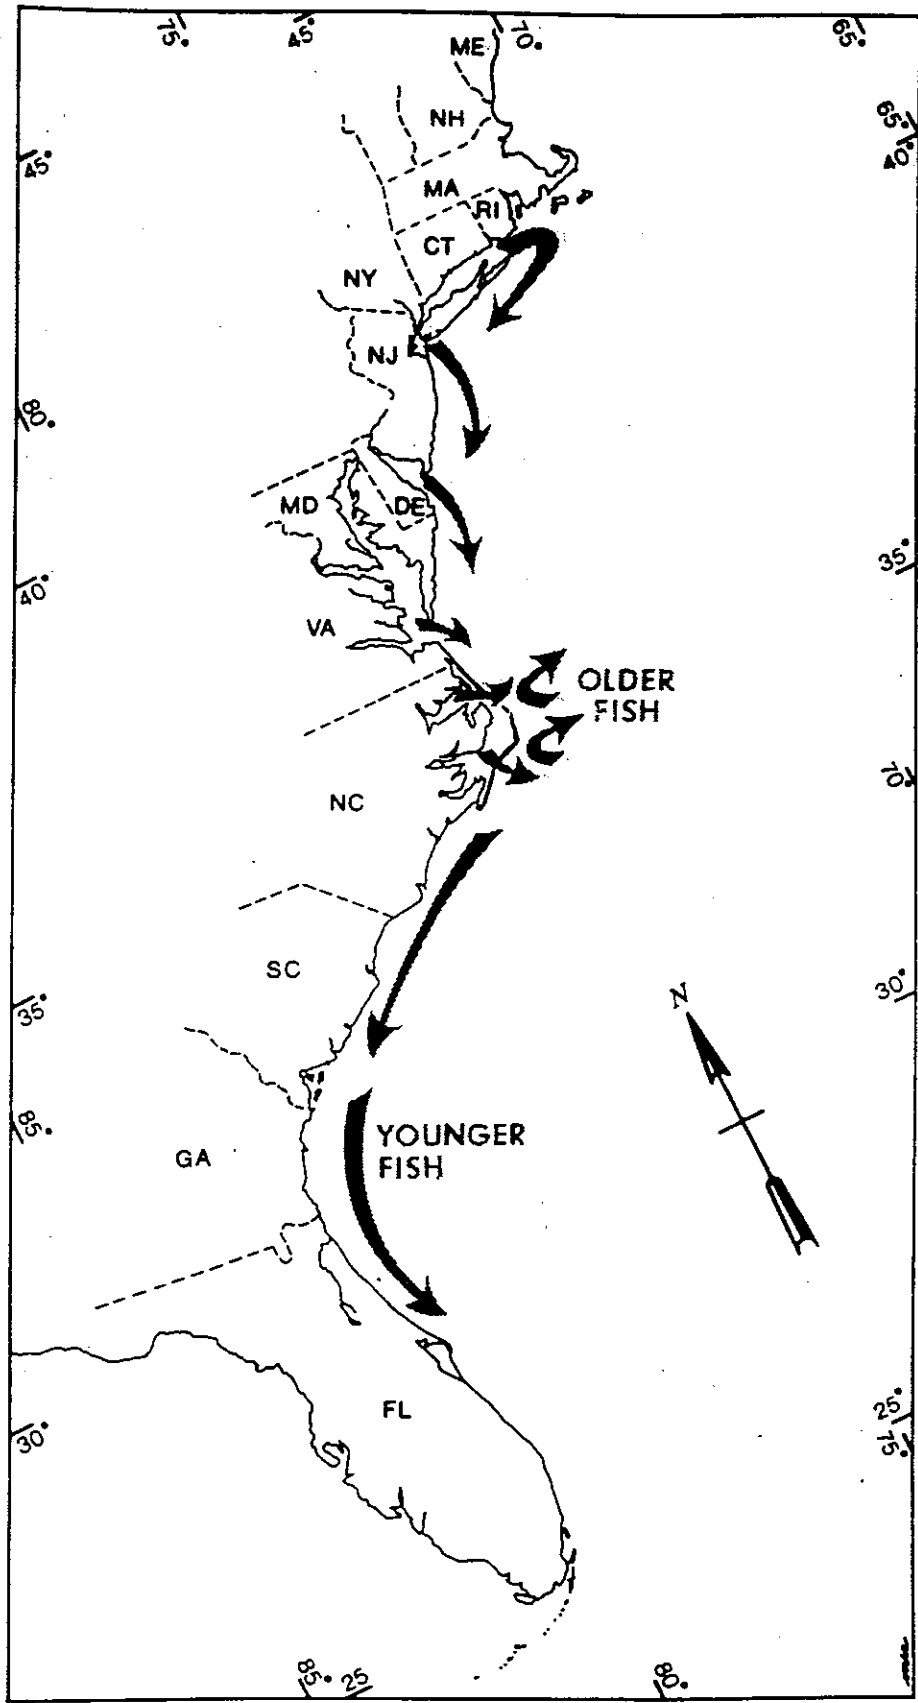 75°
45°
70°
65°
ME
65°
40°
NH
45°
MA
RI
CT
NY
NJ
80°
MD
DE
35°
40°
VA
OLDER
FISH
70°
NC
SC
30°
35°
N
85°
YOUNGER
FISH
GA
FL
25°
75°
30°
85°
25
80°